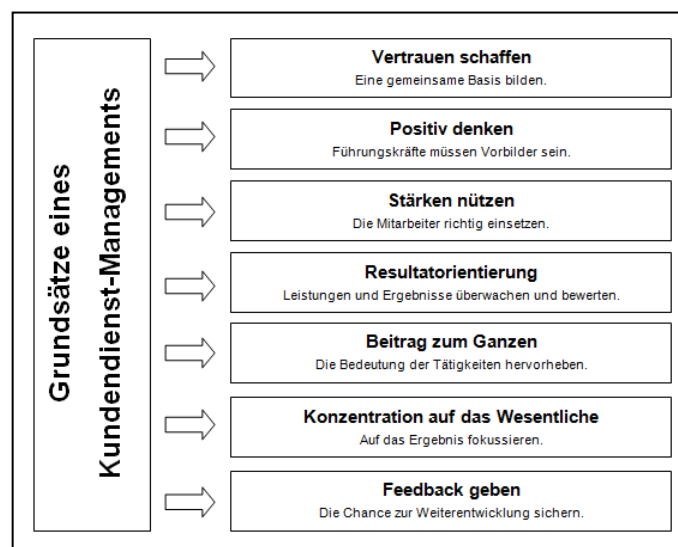 Grundsätze eines
Kundendienst-Managements
Vertrauen schaffen
Eine gemeinsame Basis bilden.
Positiv denken
Führungskräfte müssen Vorbilder sein.
Stärken nützen
Die Mitarbeiter richtig einsetzen.
Resultatorientierung
Leistungen und Ergebnisse überwachen und bewerten.
Beitrag zum Ganzen
Die Bedeutung der Tätigkeiten hervorheben.
Konzentration auf das Wesentliche
Auf das Ergebnis fokussieren.
Feedback geben
Die Chance zur Weiterentwicklung sichern.